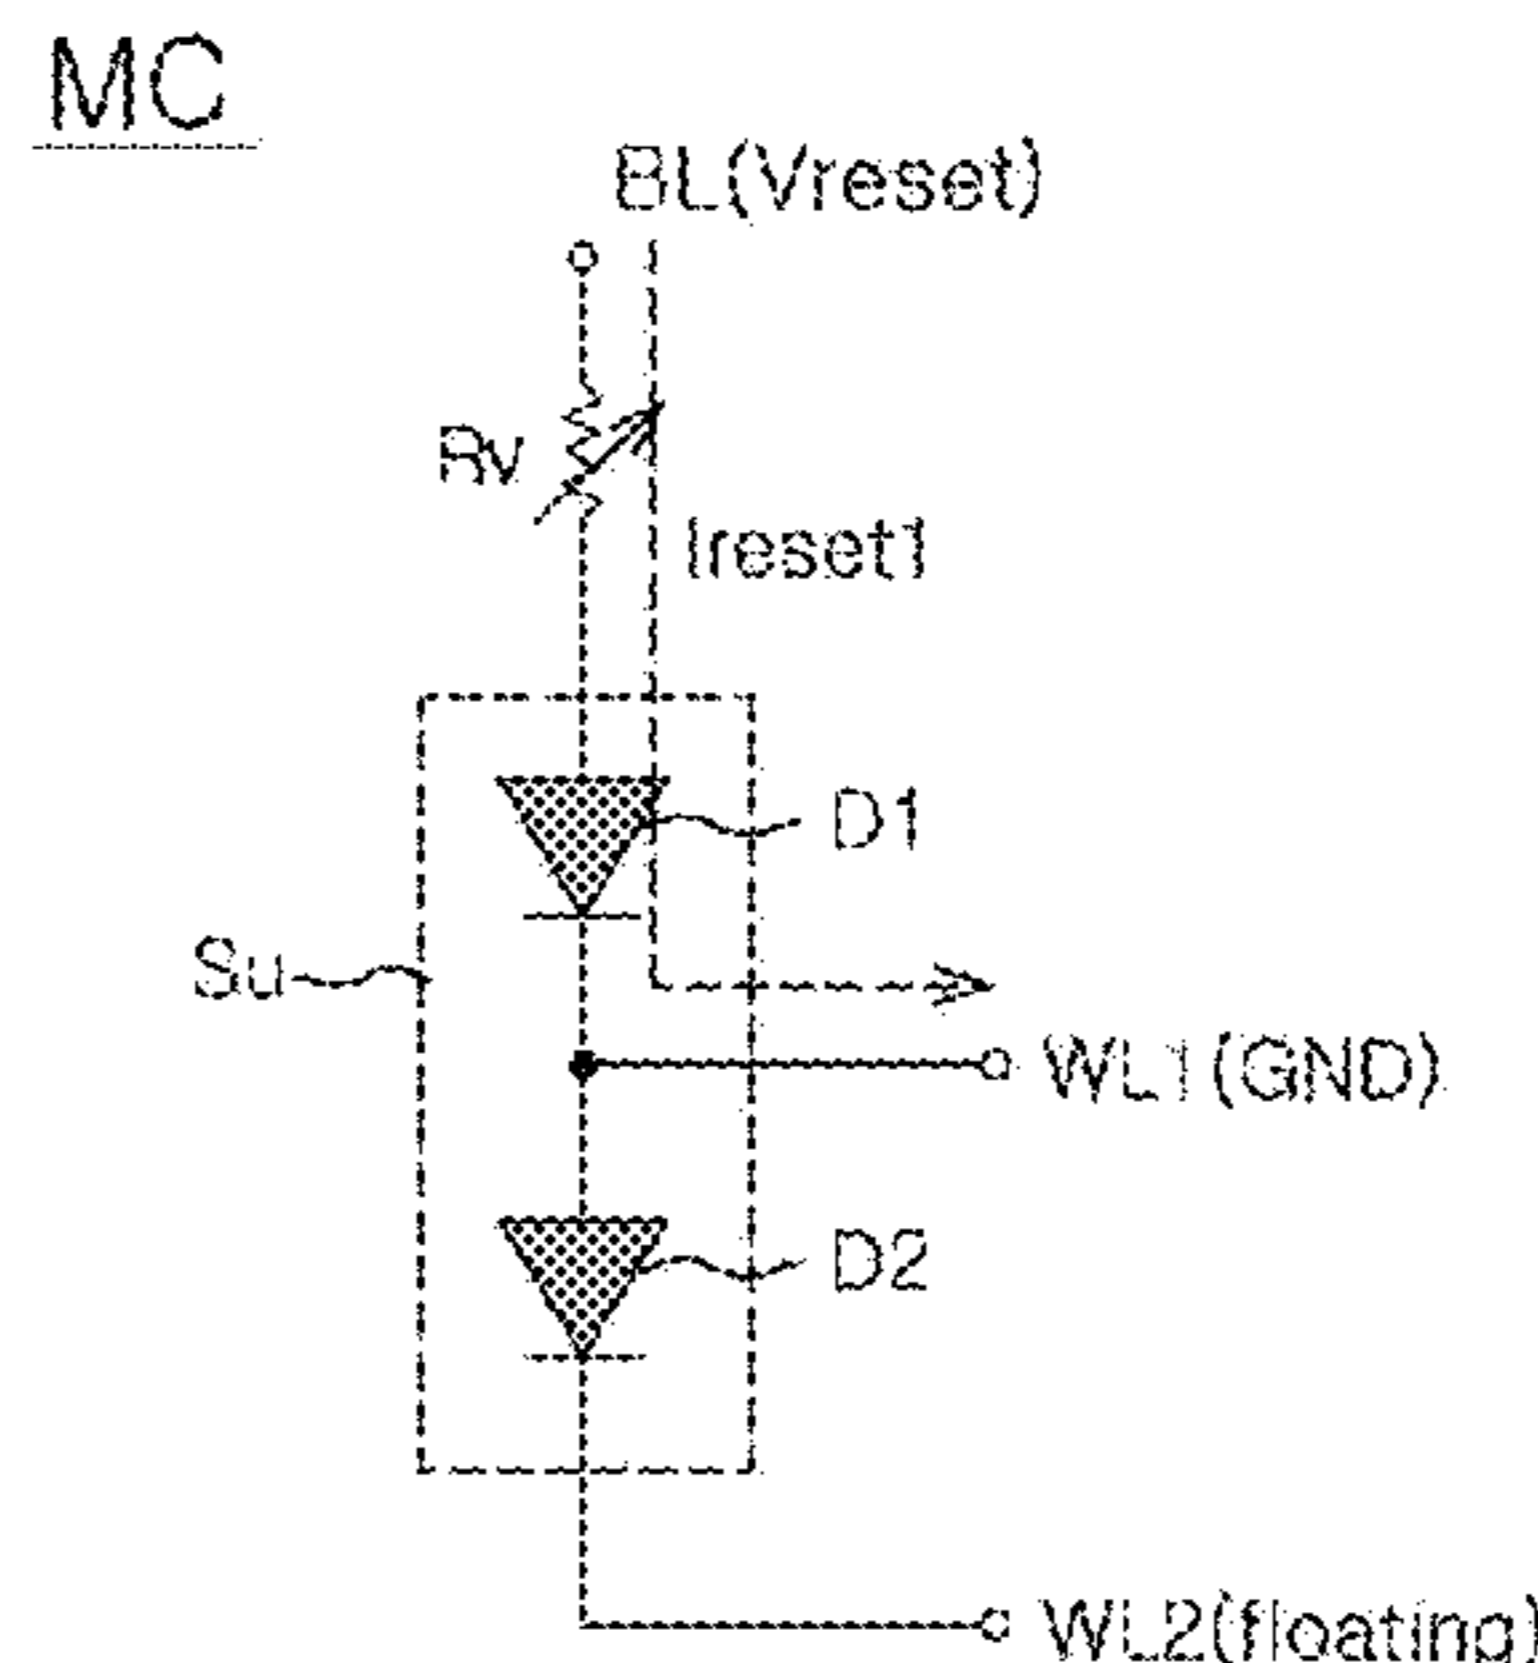 MC
BL(Vreset)
Rv
Ireset1
D1
Su
WL1(GND)
D2
WL2(floating)